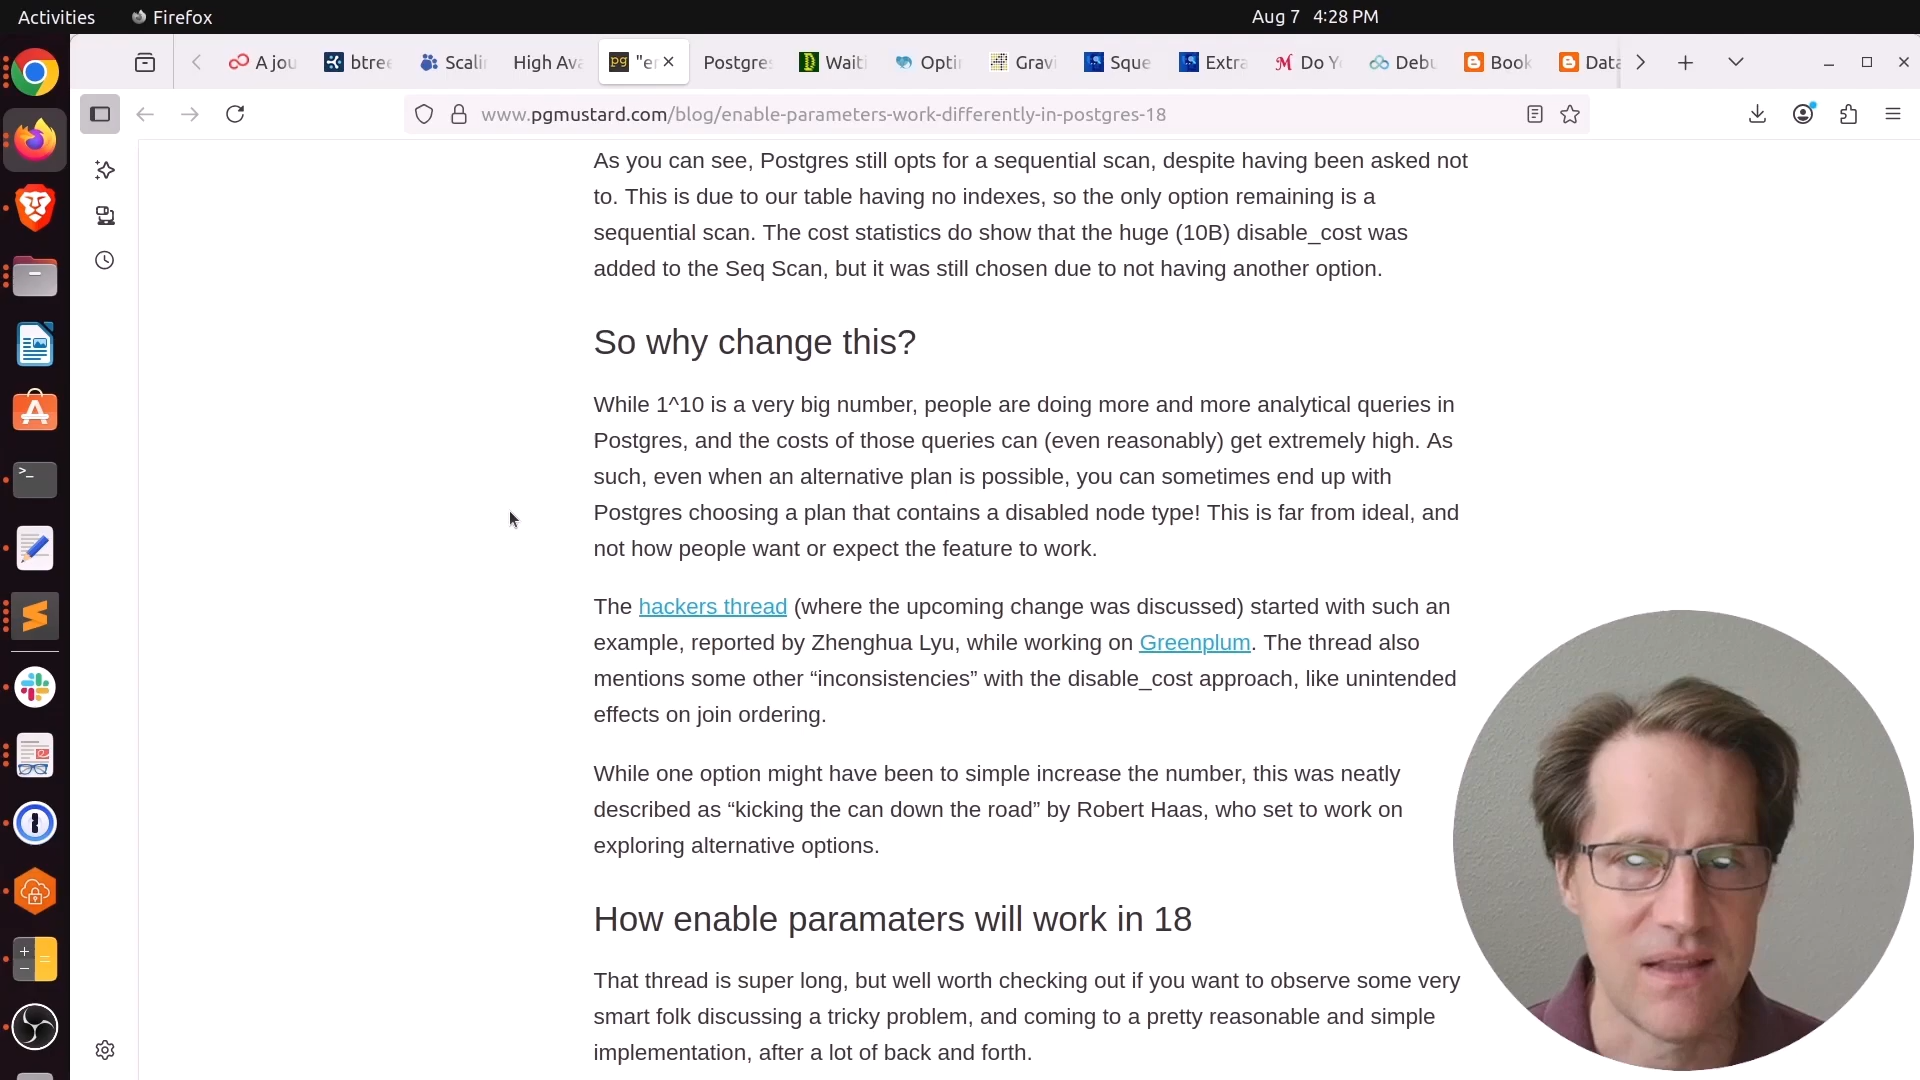 Activities
Firefox
Aug 7 4:28 PM
A jou
btree
Scali
High Ava
pg
"er
Postgres
Waiti
Optin
Gravi
Sque
Extra
Do Y
Debu
Book
Data
www.pgmustard.com/blog/enable-parameters-work-differently-in-postgres-18
As you can see, Postgres still opts for a sequential scan, despite having been asked not
to. This is due to our table having no indexes, so the only option remaining is a
sequential scan. The cost statistics do show that the huge (10B) disable_cost was
added to the Seq Scan, but it was still chosen due to not having another option.
So why change this?
While 1^10 is a very big number, people are doing more and more analytical queries in
Postgres, and the costs of those queries can (even reasonably) get extremely high. As
such, even when an alternative plan is possible, you can sometimes end up with
Postgres choosing a plan that contains a disabled node type! This is far from ideal, and
not how people want or expect the feature to work.
The hackers thread (where the upcoming change was discussed) started with such an
example, reported by Zhenghua Lyu, while working on Greenplum. The thread also
mentions some other “inconsistencies” with the disable_cost approach, like unintended
effects on join ordering.
While one option might have been to simple increase the number, this was neatly
described as “kicking the can down the road” by Robert Haas, who set to work on
exploring alternative options.
How enable paramaters will work in 18
That thread is super long, but well worth checking out if you want to observe some very
smart folk discussing a tricky problem, and coming to a pretty reasonable and simple
implementation, after a lot of back and forth.